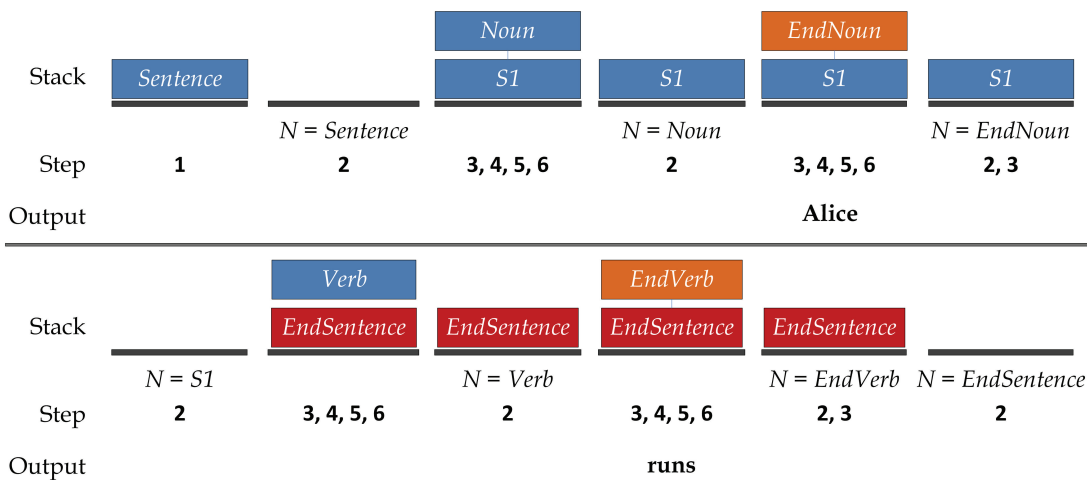 Noun EndNoun
Stack Sentence S1 S1 S1 S1
N = Sentence N = Noun N = EndNoun
Step 1 2 3, 4, 5, 6 2 3, 4, 5, 6 2, 3
Output Alice
Verb EndVerb
Stack EndSentence EndSentence EndSentence EndSentence
N = S1 N = Verb N = EndVerb N = EndSentence
Step 2 3, 4, 5, 6 2 3, 4, 5, 6 2, 3 2
Output runs